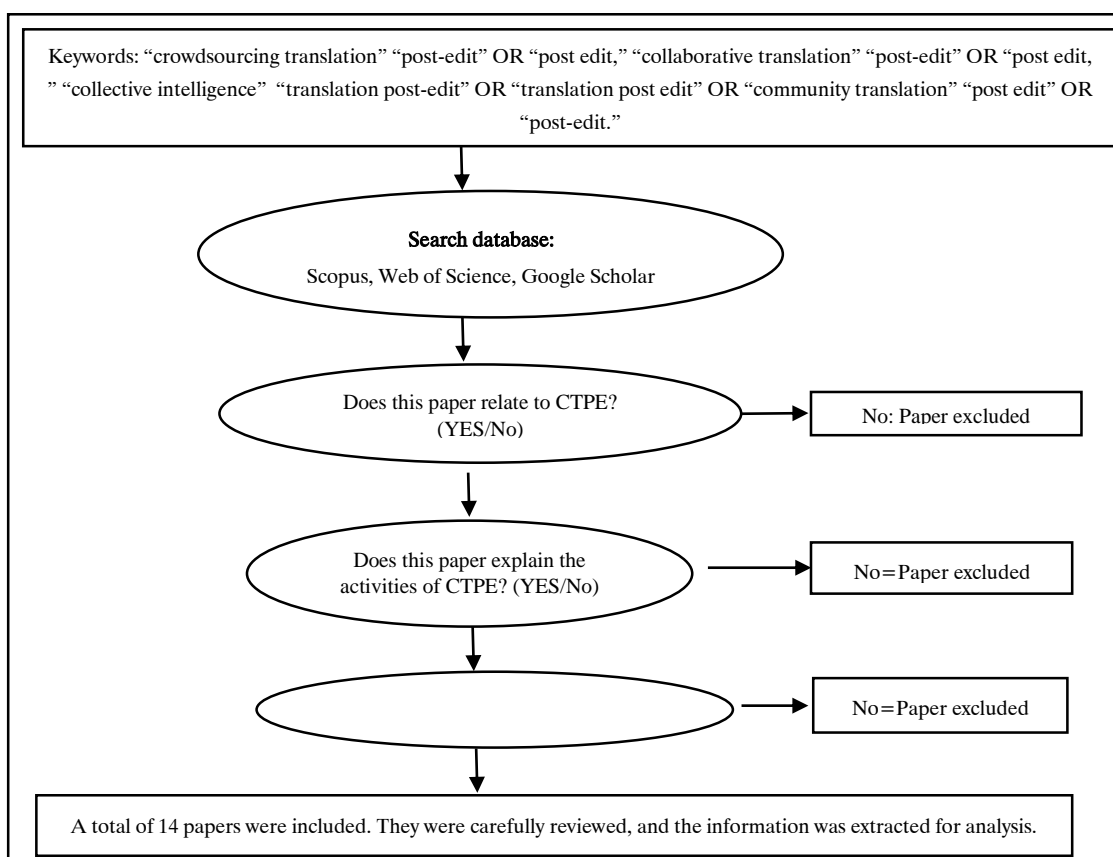 Keywords: “crowdsourcing translation” “post-edit” OR “post edit,” “collaborative translation” “post-edit” OR “post edit,
” “collective intelligence” “translation post-edit” OR “translation post edit” OR “community translation” “post edit” OR
“post-edit.”
Search database:
Scopus, Web of Science, Google Scholar
Does this paper relate to CTPE?
(YES/No)
No: Paper excluded
Does this paper explain the
activities of CTPE? (YES/No)
No=Paper excluded
No=Paper excluded
A total of 14 papers were included. They were carefully reviewed, and the information was extracted for analysis.